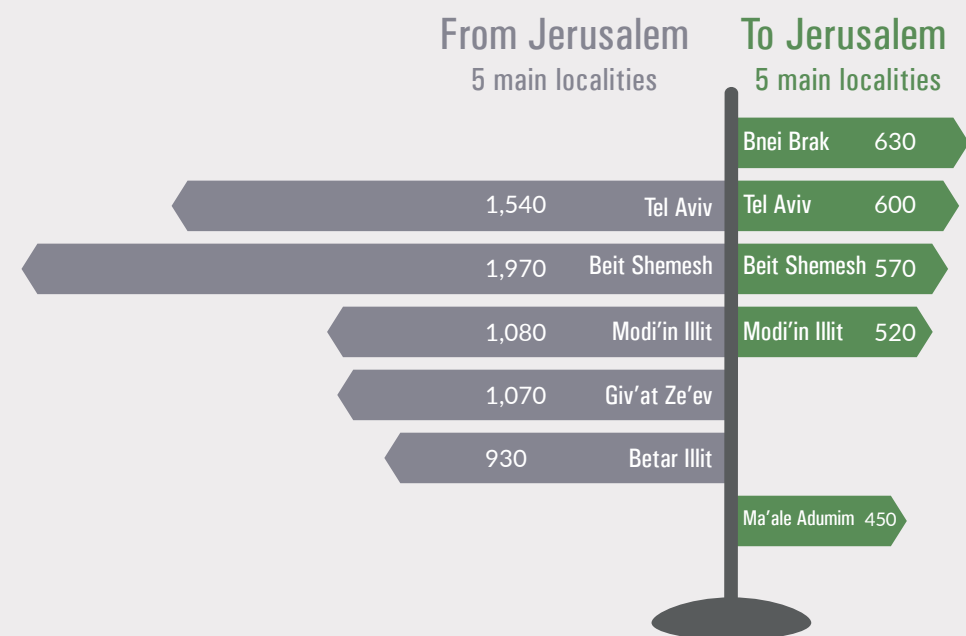 From Jerusalem
5 main localities
To Jerusalem
5 main localities
Bnei Brak 630
1,540 Tel Aviv
Tel Aviv 600
1,970 Beit Shemesh
Beit Shemesh 570
1,080 Modi'in Illit
Modi'in Illit 520
1,070 Giv'at Ze'ev
930 Betar Illit
Ma'ale Adumim 450